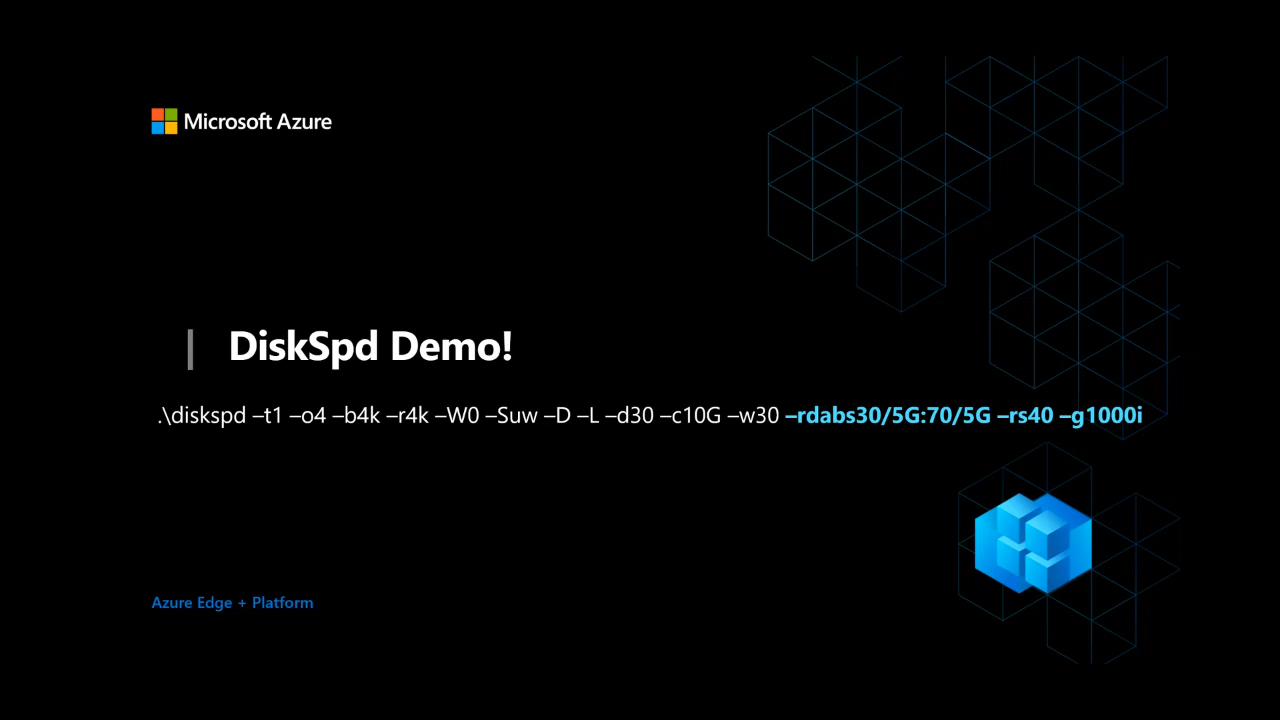 Microsoft Azure
| DiskSpd Demo!
.\diskspd –t1 –o4 –b4k –r4k –W0 –Suw –D –L –d30 –c10G –w30 –rdabs30/5G:70/5G –rs40 –g1000i
Azure Edge + Platform